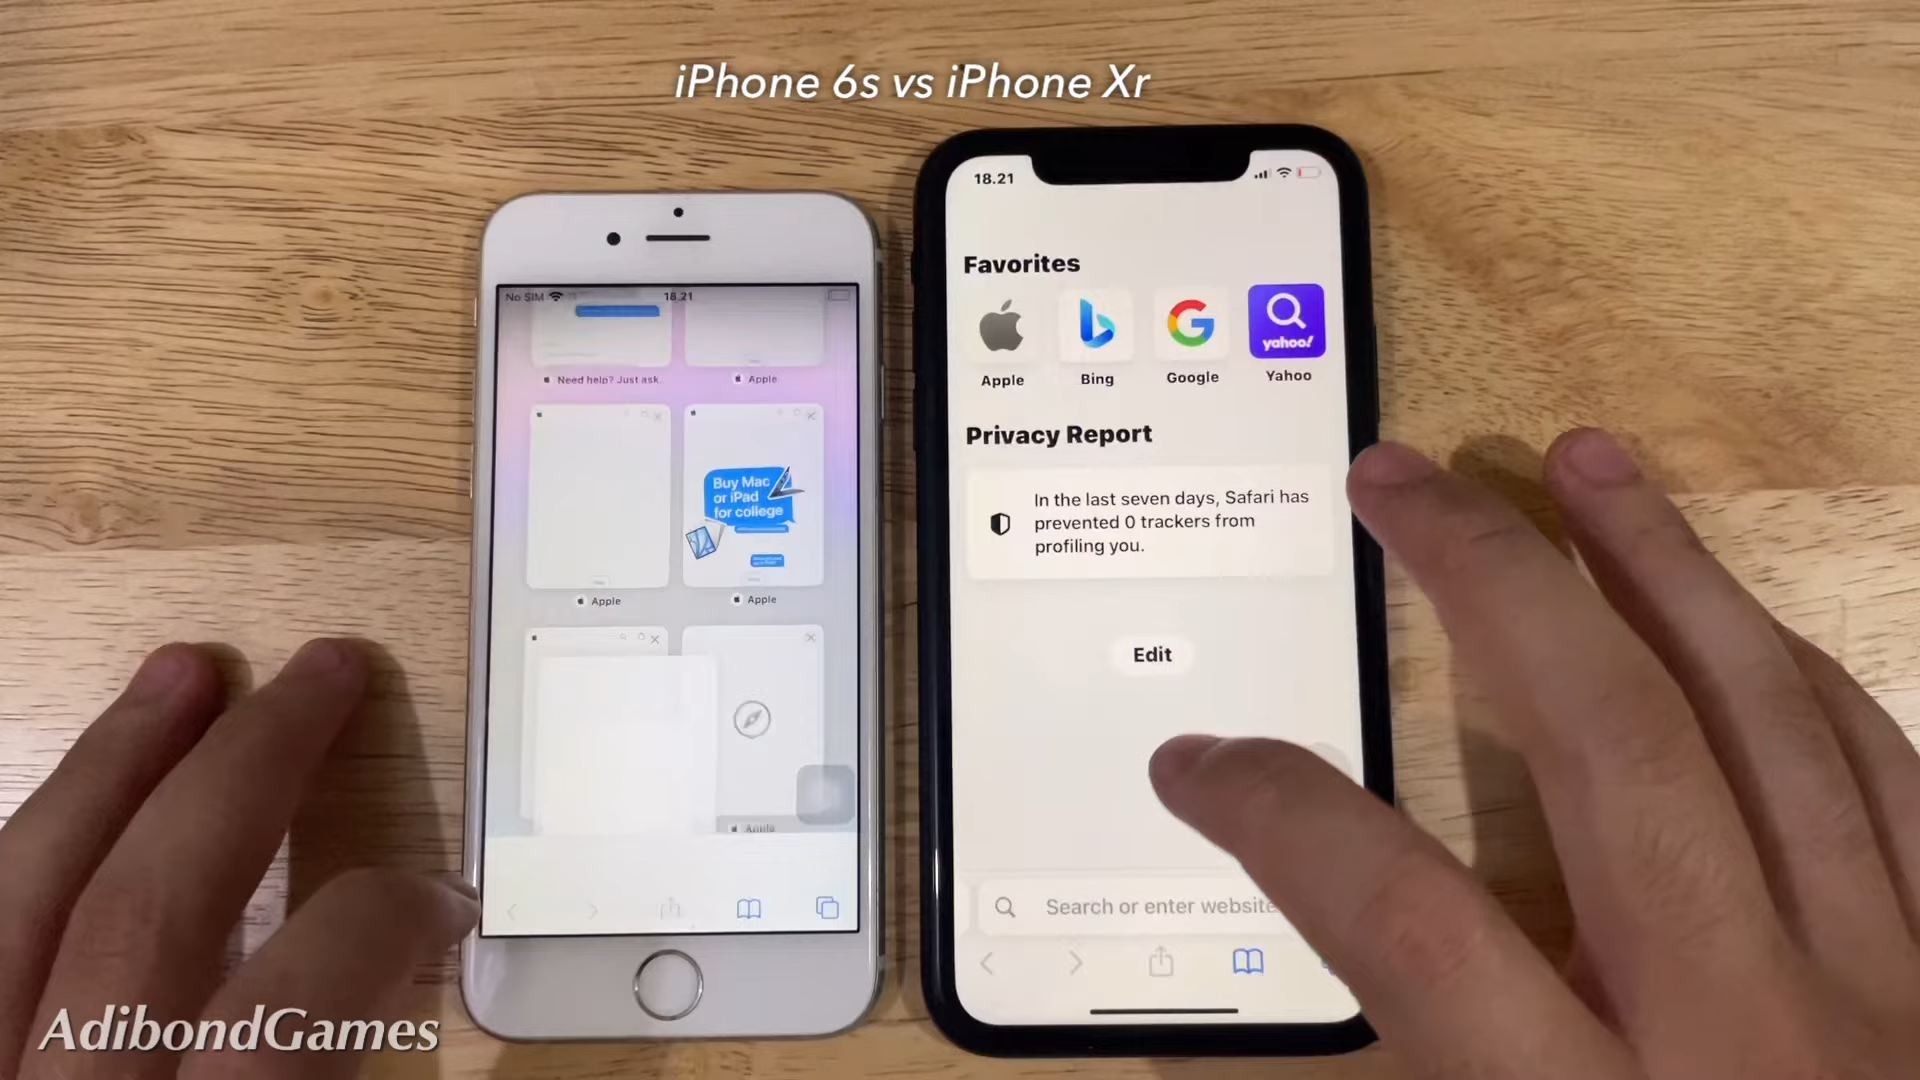 iPhone 6s vs iPhone Xr
No SIM
18.21
Need help? Just ask.
Apple
Buy Mac
or iPad
for college
Apple
Apple
Apple
18.21
Favorites
yahoo!
Apple
Bing
Google
Yahoo
Privacy Report
In the last seven days, Safari has
prevented 0 trackers from
profiling you.
Edit
Search or enter website
AdibondGames